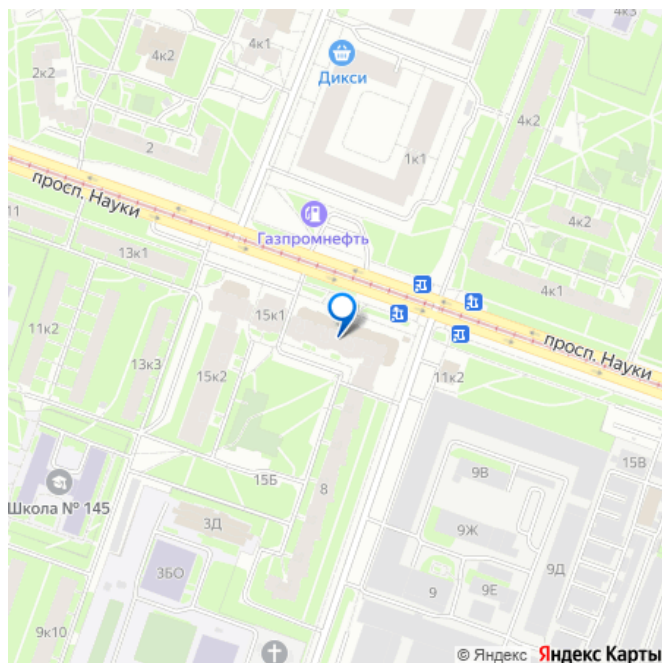 4к3
4к1
4к2
2к2
Дикси
4к2
2
1к1
просп. Науки
11
Газпромнефть
4к2
13к1
4к1
15к1
11к2
просп. Науки
13к3
15к2
11к2
15В
9В
15Б
8
Школа № 145
3Д
9Ж
3БО
9Д
9
9Е
9к10
© Яндекс Яндекс Карты